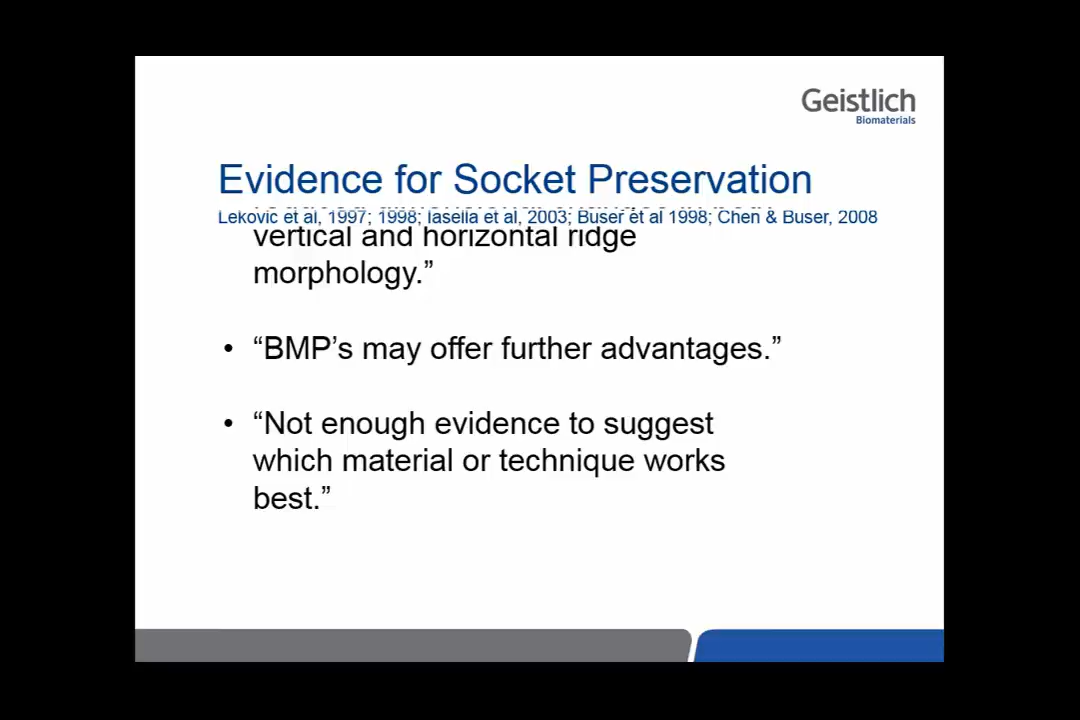 Geistlich
Biomaterials
Evidence for Socket Preservation
Lekovic et al, 1997; 1998; Iasella et al, 2003; Buser et al 1998; Chen & Buser, 2008
vertical and horizontal ridge
morphology.”
• “BMP’s may offer further advantages.”
• “Not enough evidence to suggest
which material or technique works
best.”